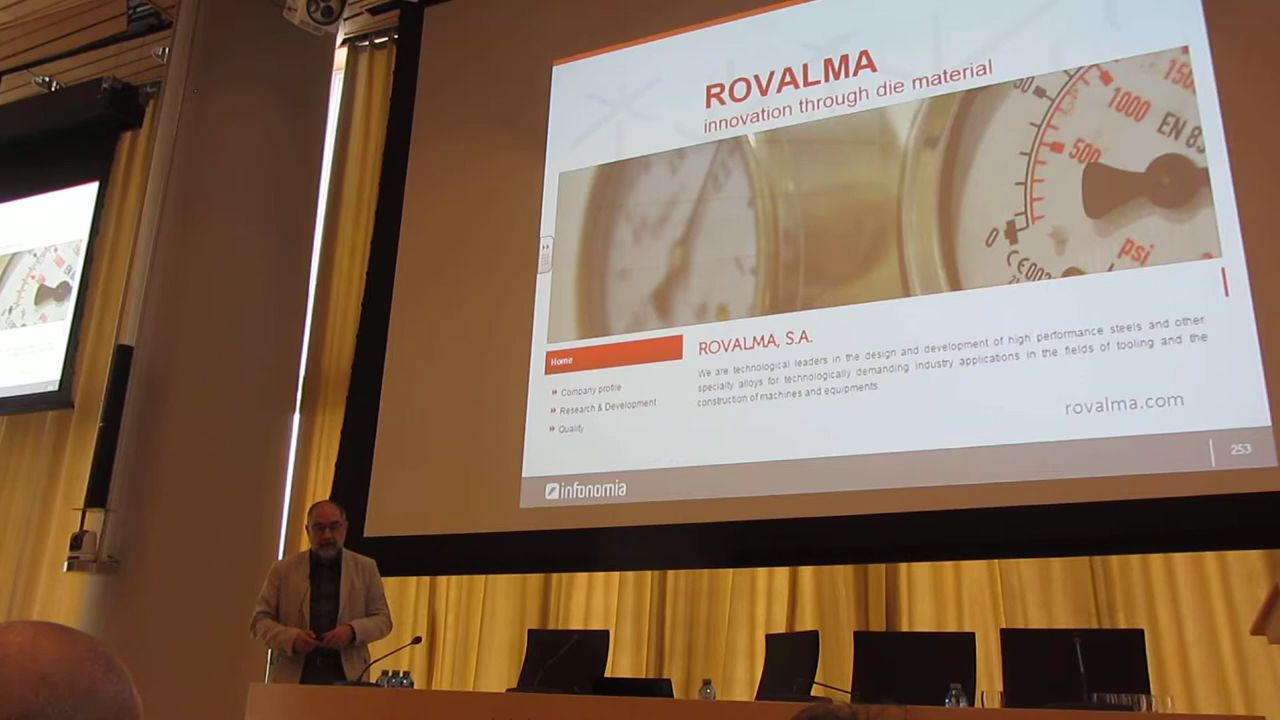 ROVALMA
innovation through die material
1000
500
EN 8
0
psi
ROVALMA, S.A.
We are technological leaders in the design and development of high performance steels and other
specialty alloys for technologically demanding industry applications in the fields of tooling and the
construction of machines and equipments.
Home
Company profile
Research & Development
Quality
rovalma.com
infonomia
253